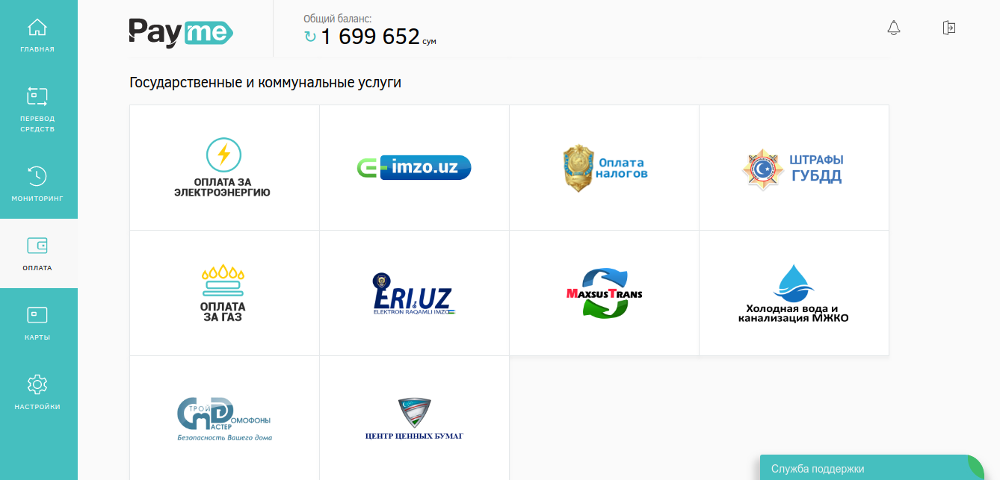 Payme
Общий баланс:
1 699 652 сум
ГЛАВНАЯ
ПЕРЕВОД
СРЕДСТВ
МОНИТОРИНГ
ОПЛАТА
КАРТЫ
НАСТРОЙКИ
Государственные и коммунальные услуги
ОПЛАТА ЗА
ЭЛЕКТРОЭНЕРГИЮ
imzo.uz
Оплата
налогов
ШТРАФЫ
ГУБДД
ОПЛАТА
ЗА ГАЗ
ERI.UZ
ELEKTRON RAQAMLI IMZO
MAXSUSTRANS
Холодная вода и
канализация МЖКО
СТРОЙ ДОМОФОНЫ
МАСТЕР
Безопасность Вашего дома
ЦЕНТР ЦЕННЫХ БУМАГ
Служба поддержки